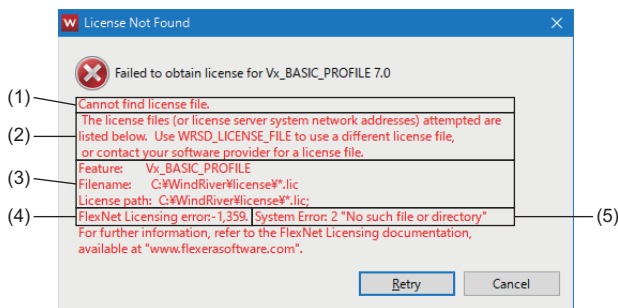 W License Not Found
Failed to obtain license for Vx_BASIC_PROFILE 7.0
(1)
Cannot find license file.
(2)
The license files (or license server system network addresses) attempted are
listed below.  Use WRSD_LICENSE_FILE to use a different license file,
or contact your software provider for a license file.
(3)
Feature:     Vx_BASIC_PROFILE
Filename:     C:¥WindRiver¥license¥*.lic
License path:  C:¥WindRiver¥license¥*.lic;
(4)
FlexNet Licensing error:-1,359.  System Error: 2 "No such file or directory"
(5)
For further information, refer to the FlexNet Licensing documentation,
available at "www.flexerasoftware.com".
Retry
Cancel